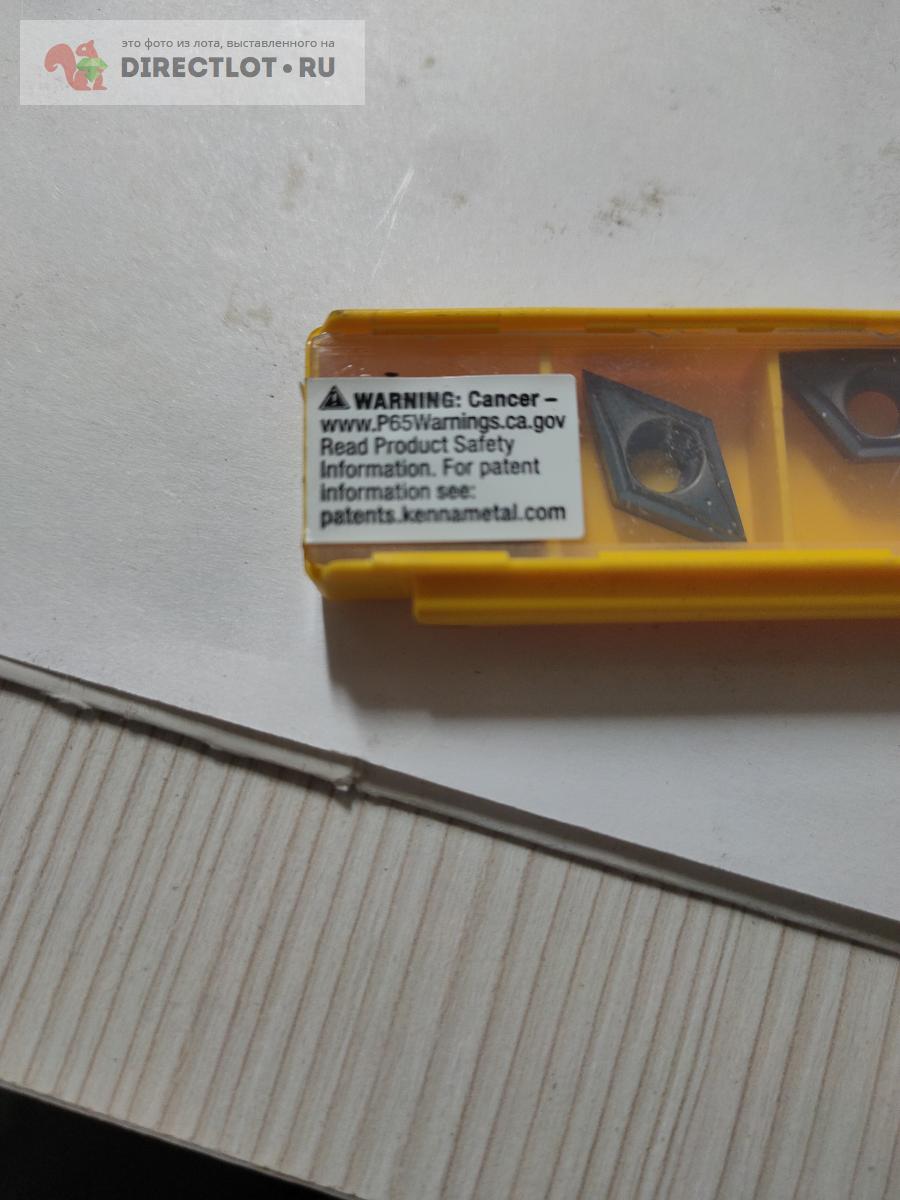 это фото из лота, выставленного на
DIRECTLOT•RU
WARNING: Cancer –
www.P65Warnings.ca.gov
Read Product Safety
Information. For patent
information see:
patents.kennametal.com